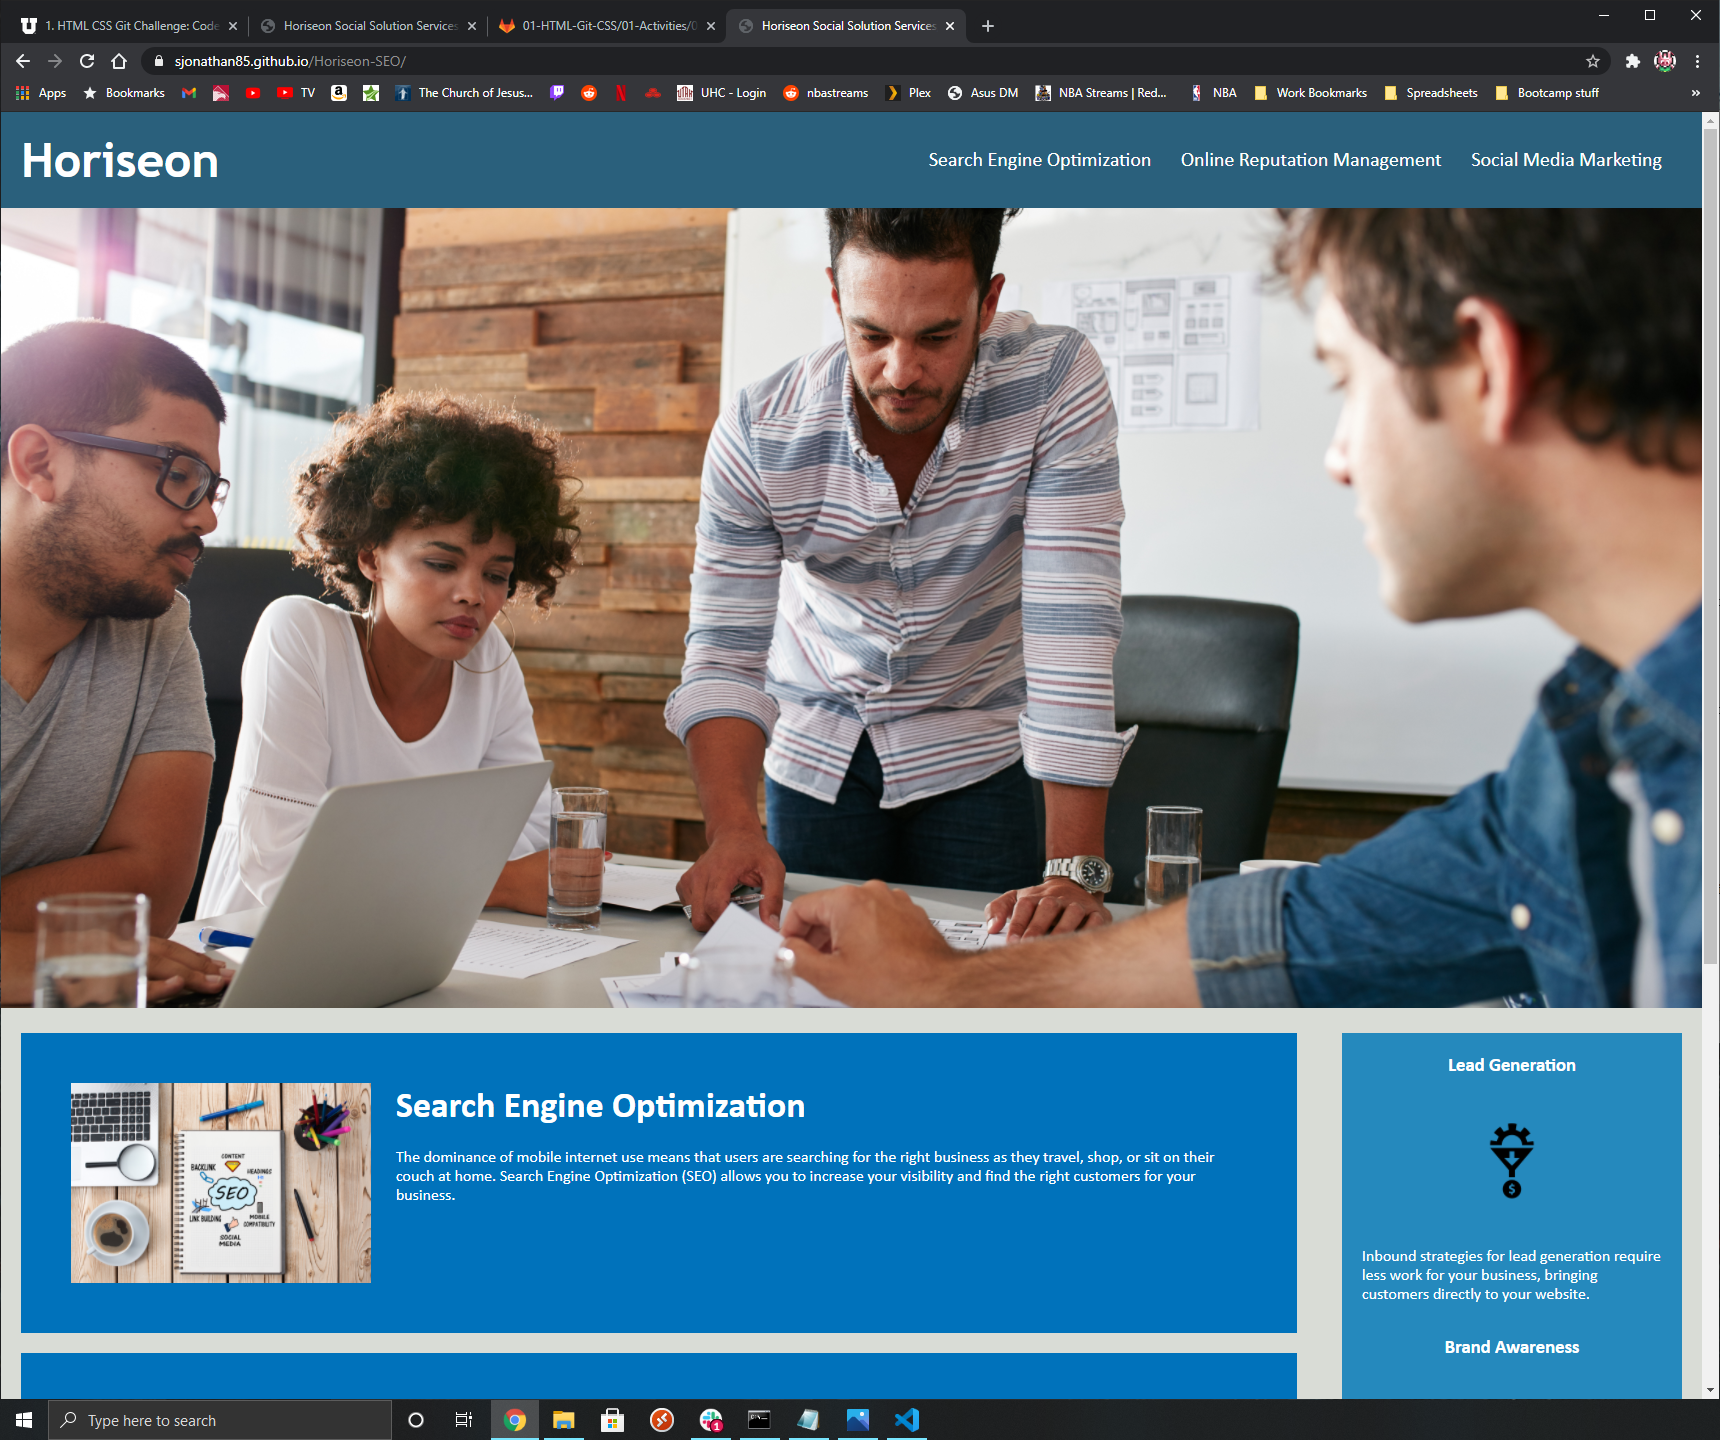 1. HTML CSS Git Challenge: Code
Horiseon Social Solution Services
01-HTML-Git-CSS/01-Activities/0
Horiseon Social Solution Services
sjonathan85.github.io/Horiseon-SEO/
Apps
Bookmarks
TV
The Church of Jesus...
UHC - Login
nbastreams
Plex
Asus DM
NBA Streams | Red...
NBA
Work Bookmarks
Spreadsheets
Bootcamp stuff
»
Horiseon
Search Engine Optimization
Online Reputation Management
Social Media Marketing
CONTENT
BACKLINK
HEADINGS
SEO
LINK BUILDING
MOBILE
COMPATIBILITY
SOCIAL
MEDIA
Search Engine Optimization
The dominance of mobile internet use means that users are searching for the right business as they travel, shop, or sit on their
couch at home. Search Engine Optimization (SEO) allows you to increase your visibility and find the right customers for your
business.
Lead Generation
$
Inbound strategies for lead generation require
less work for your business, bringing
customers directly to your website.
Brand Awareness
Type here to search
1